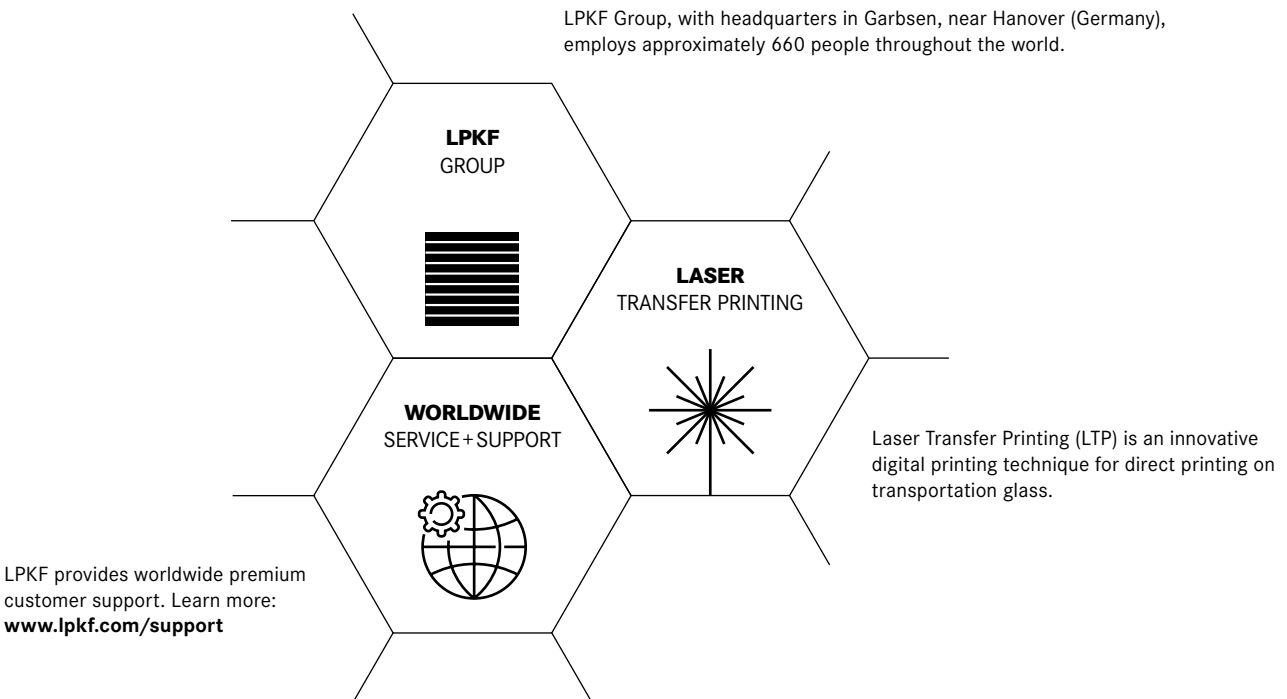 LPKF Group, with headquarters in Garbsen, near Hanover (Germany),
employs approximately 660 people throughout the world.
LPKF
GROUP
LASER
TRANSFER PRINTING
WORLDWIDE
SERVICE+SUPPORT
Laser Transfer Printing (LTP) is an innovative
digital printing technique for direct printing on
transportation glass.
LPKF provides worldwide premium
customer support. Learn more:
www.lpkf.com/support